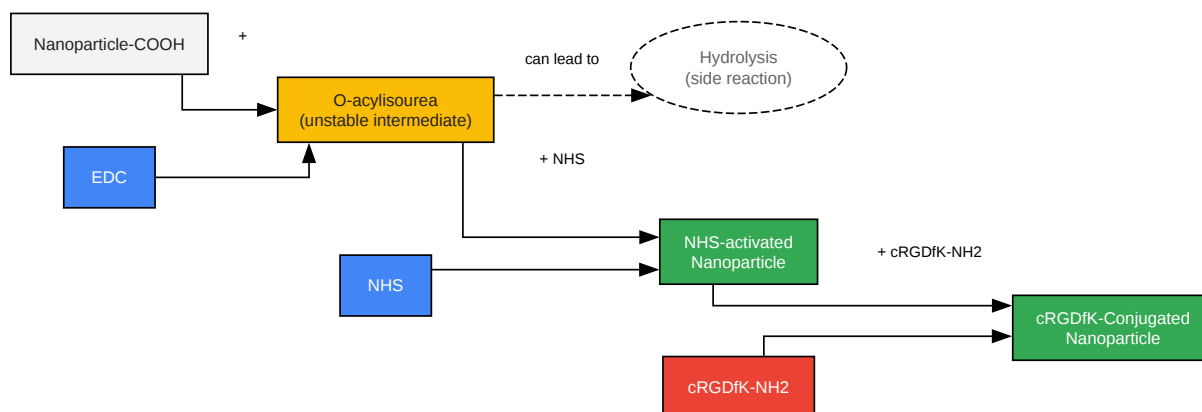 Nanoparticle-COOH
+
can lead to
Hydrolysis
(side reaction)
O-acylisourea
(unstable intermediate)
EDC
+ NHS
NHS-activated
Nanoparticle
+ cRGDfK-NH2
NHS
cRGDfK-Conjugated
Nanoparticle
cRGDfK-NH2